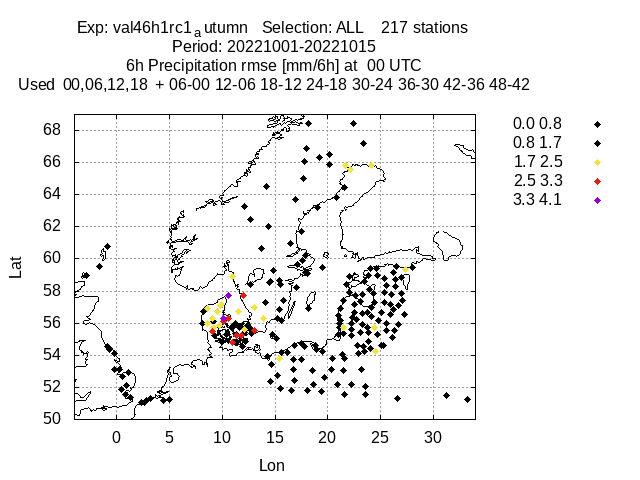 Exp: val46h1rc1autumn   Selection: ALL    217 stations
Period: 20221001-20221015
6h Precipitation rmse [mm/6h] at  00 UTC
Used  00,06,12,18  + 06-00 12-06 18-12 24-18 30-24 36-30 42-36 48-42
0.0 0.8
0.8 1.7
1.7 2.5
2.5 3.3
3.3 4.1
Lat
68
66
64
62
60
58
56
54
52
50
0 5 10 15 20 25 30
Lon